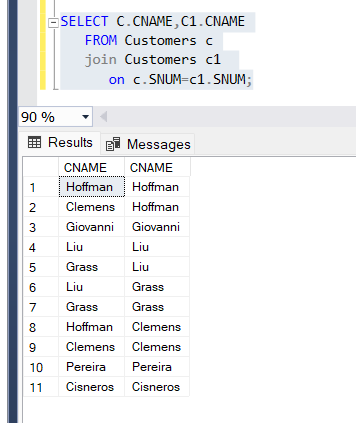 SELECT C.CNAME,C1.CNAME
FROM Customers c
join Customers c1
on c.SNUM=c1.SNUM;
90 %
Results Messages
CNAME CNAME
1 Hoffman Hoffman
2 Clemens Hoffman
3 Giovanni Giovanni
4 Liu Liu
5 Grass Liu
6 Liu Grass
7 Grass Grass
8 Hoffman Clemens
9 Clemens Clemens
10 Pereira Pereira
11 Cisneros Cisneros